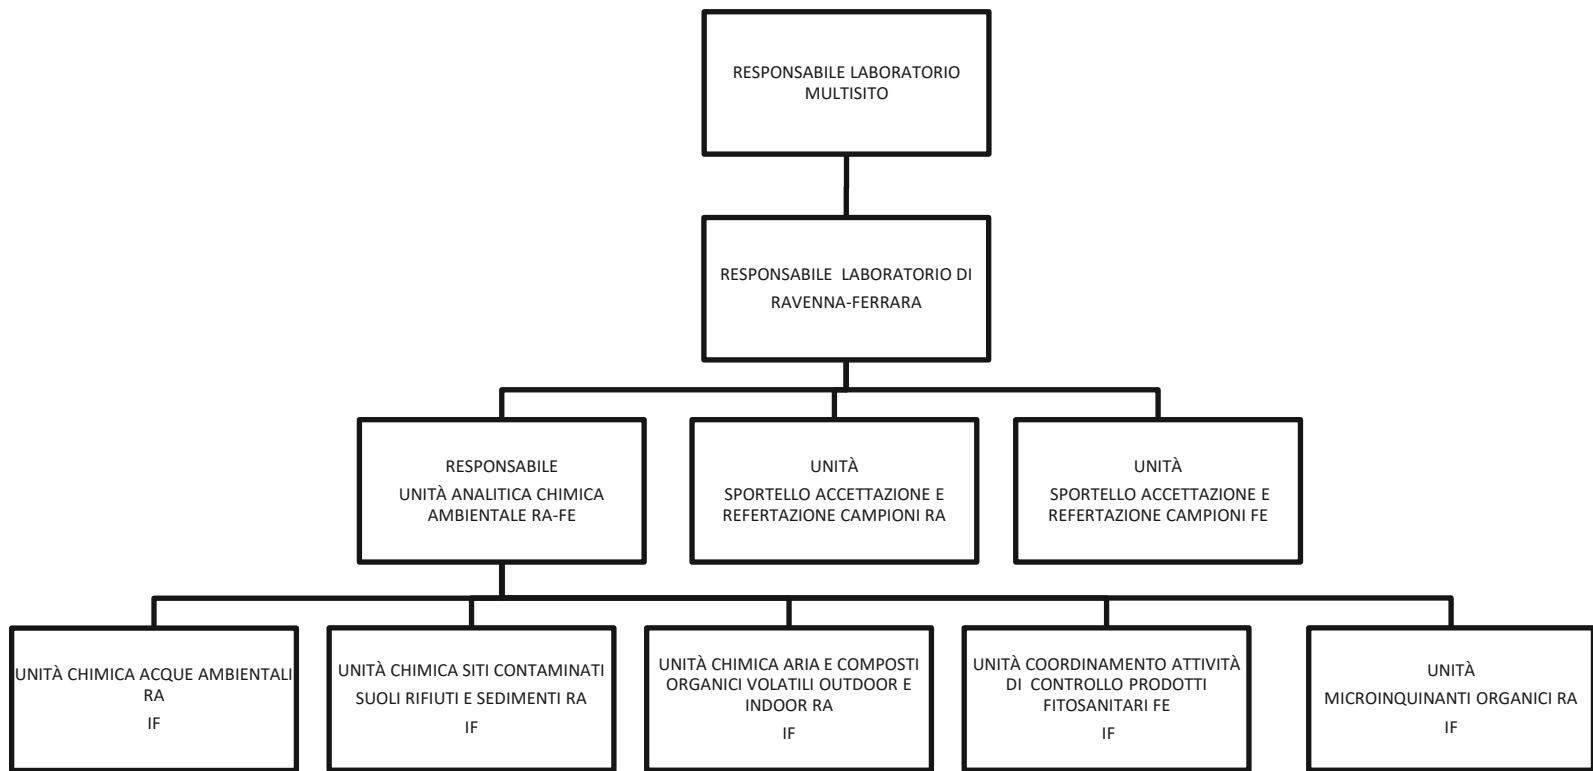 RESPONSABILE LABORATORIO
MULTISITO
RESPONSABILE LABORATORIO DI
RAVENNA-FERRARA
RESPONSABILE
UNITÀ ANALITICA CHIMICA
AMBIENTALE RA-FE
UNITÀ
SPORTELLO ACCETTAZIONE E
REFERTAZIONE CAMPIONI RA
UNITÀ
SPORTELLO ACCETTAZIONE E
REFERTAZIONE CAMPIONI FE
UNITÀ CHIMICA ACQUE AMBIENTALI
RA
IF
UNITÀ CHIMICA SITI CONTAMINATI
SUOLI RIFIUTI E SEDIMENTI RA
IF
UNITÀ CHIMICA ARIA E COMPOSTI
ORGANICI VOLATILI OUTDOOR E
INDOOR RA
IF
UNITÀ COORDINAMENTO ATTIVITÀ
DI CONTROLLO PRODOTTI
FITOSANITARI FE
IF
UNITÀ
MICROINQUINANTI ORGANICI RA
IF